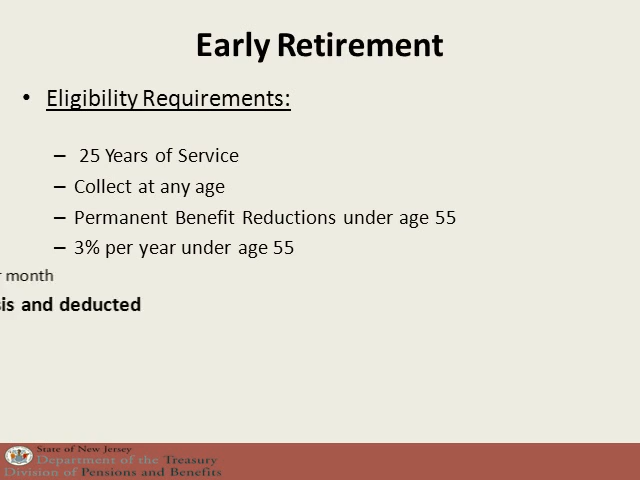 Early Retirement
• Eligibility Requirements:
– 25 Years of Service
– Collect at any age
– Permanent Benefit Reductions under age 55
– 3% per year under age 55
month
and deducted
State of New Jersey
Department of the Treasury
Division of Pensions and Benefits